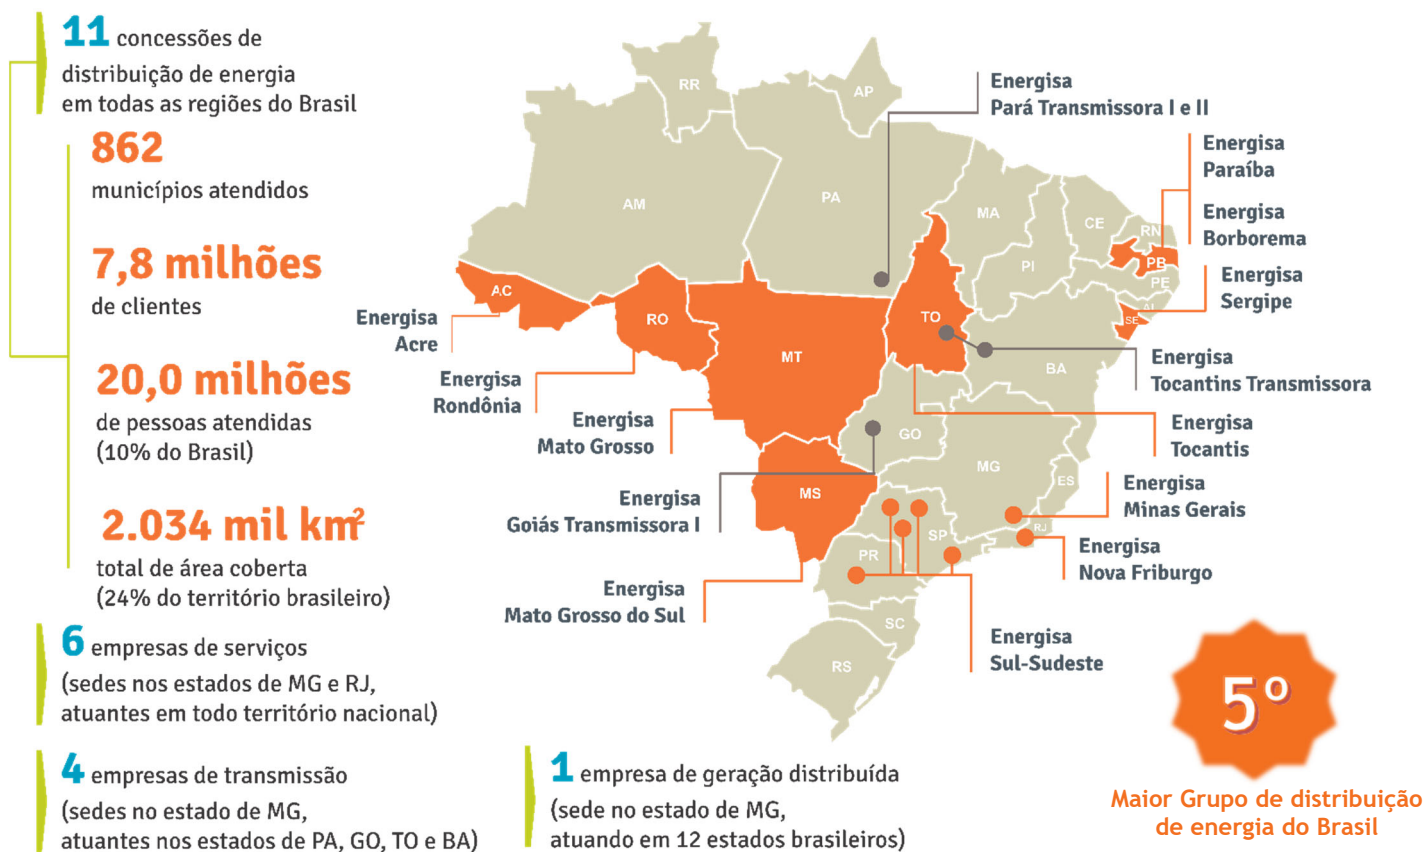 11 concessões de
distribuição de energia
em todas as regiões do Brasil
862
municípios atendidos
7,8 milhões
de clientes
20,0 milhões
de pessoas atendidas
(10% do Brasil)
2.034 mil km²
total de área coberta
(24% do território brasileiro)
6 empresas de serviços
(sedes nos estados de MG e RJ,
atuantes em todo território nacional)
4 empresas de transmissão
(sedes no estado de MG,
atuantes nos estados de PA, GO, TO e BA)
1 empresa de geração distribuída
(sede no estado de MG,
atuando em 12 estados brasileiros)
RR
AP
AM
PA
MA
CE
RN
PB
PE
PI
AL
SE
AC
RO
MT
TO
BA
GO
MG
ES
MS
SP
RJ
PR
SC
RS
Energisa
Pará Transmissora I e II
Energisa
Paraíba
Energisa
Borborema
Energisa
Sergipe
Energisa
Acre
Energisa
Rondônia
Energisa
Mato Grosso
Energisa
Tocantins Transmissora
Energisa
Tocantis
Energisa
Goiás Transmissora I
Energisa
Minas Gerais
Energisa
Nova Friburgo
Energisa
Mato Grosso do Sul
Energisa
Sul-Sudeste
5º
Maior Grupo de distribuição
de energia do Brasil